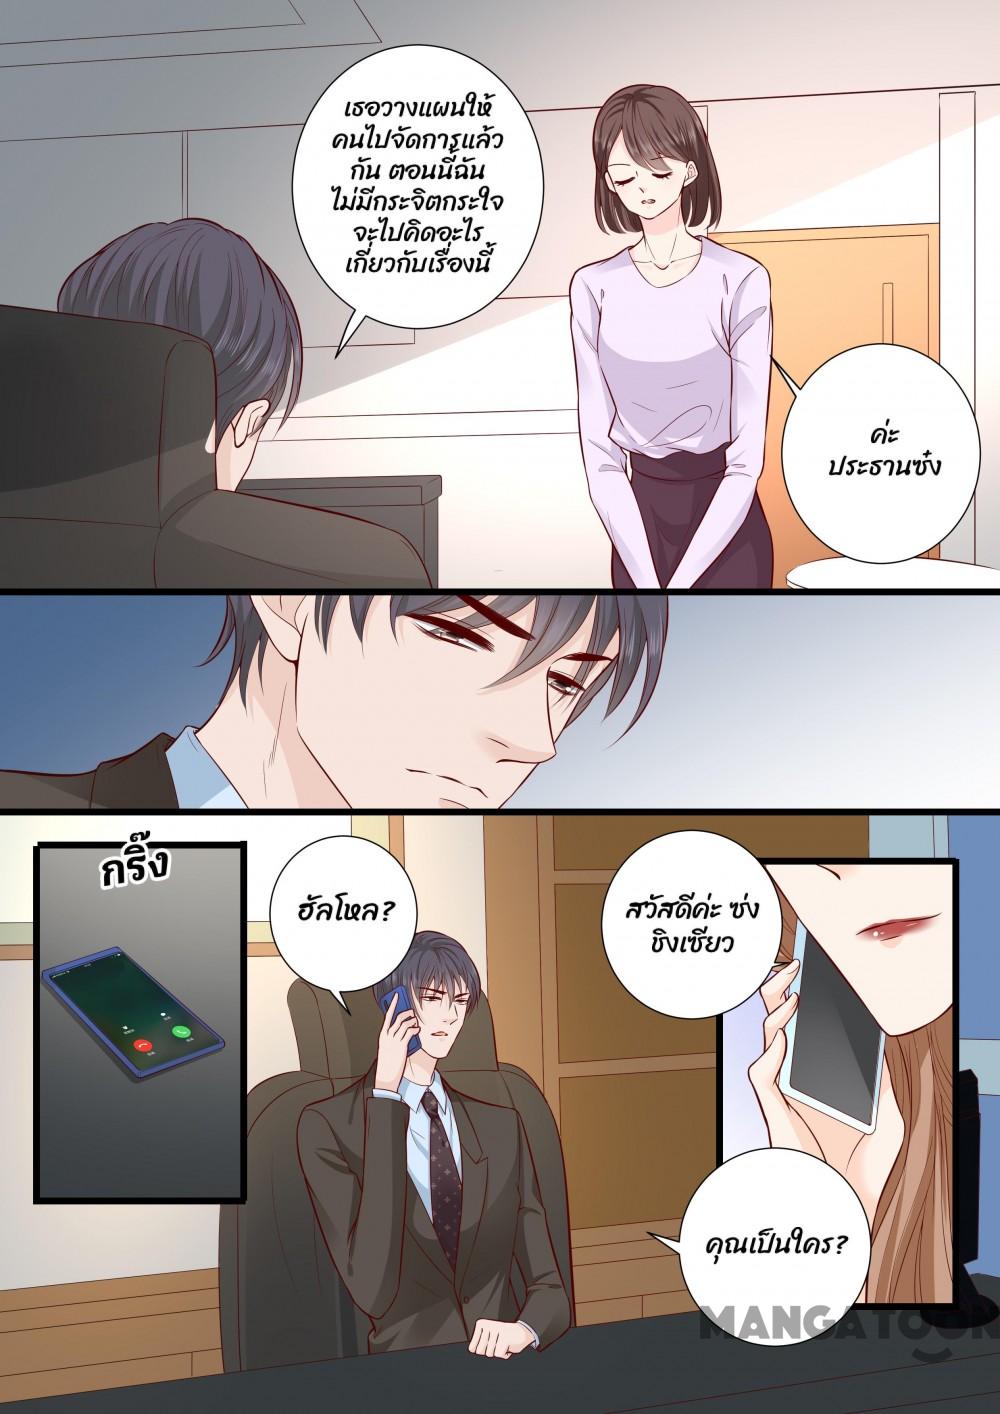 เธอวางแผนให้
คนไปจัดการแล้ว
กัน ตอนนี้ฉัน
ไม่มีกระจิตกระใจ
จะไปคิดอะไร
เกี่ยวกับเรื่องนี้
ค่ะ
ประธานซ่ง
กริ๊ง
ฮัลโหล?
สวัสดีค่ะ ซ่ง
ชิงเซียว
คุณเป็นใคร?
MANGATOON